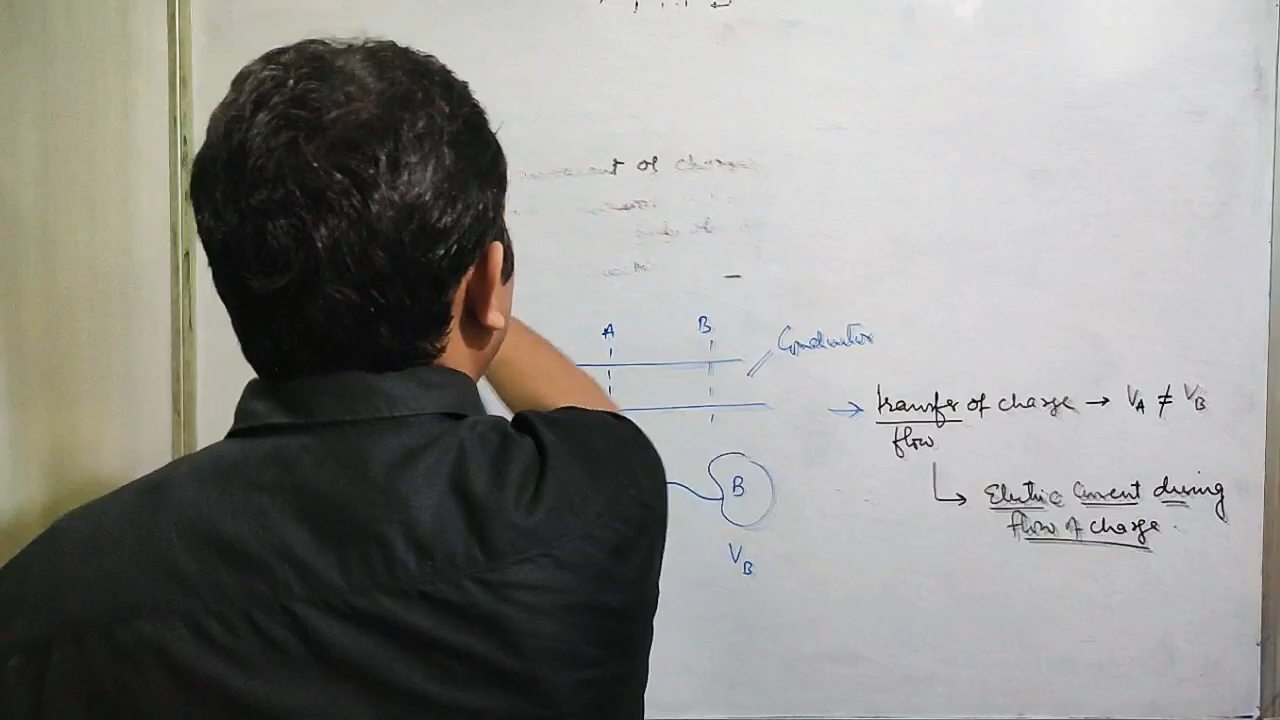 of charge
A B
Conductor
transfer of charge → V_A ≠ V_B
flow
B
Electric Current during
flow of charge.
V_B